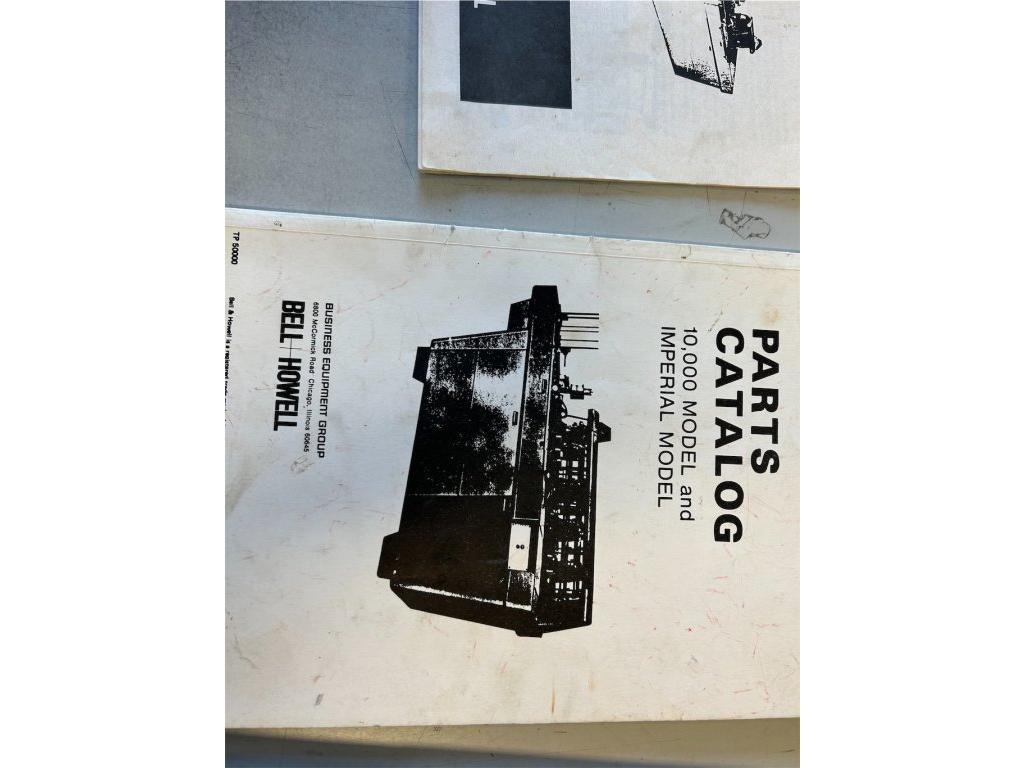 PARTS
CATALOG
10,000 MODEL and
IMPERIAL MODEL
BUSINESS EQUIPMENT GROUP
6800 McCormick Road Chicago, Illinois 60645
BELL+HOWELL
TP 50000
Bell & Howell is a registered
T